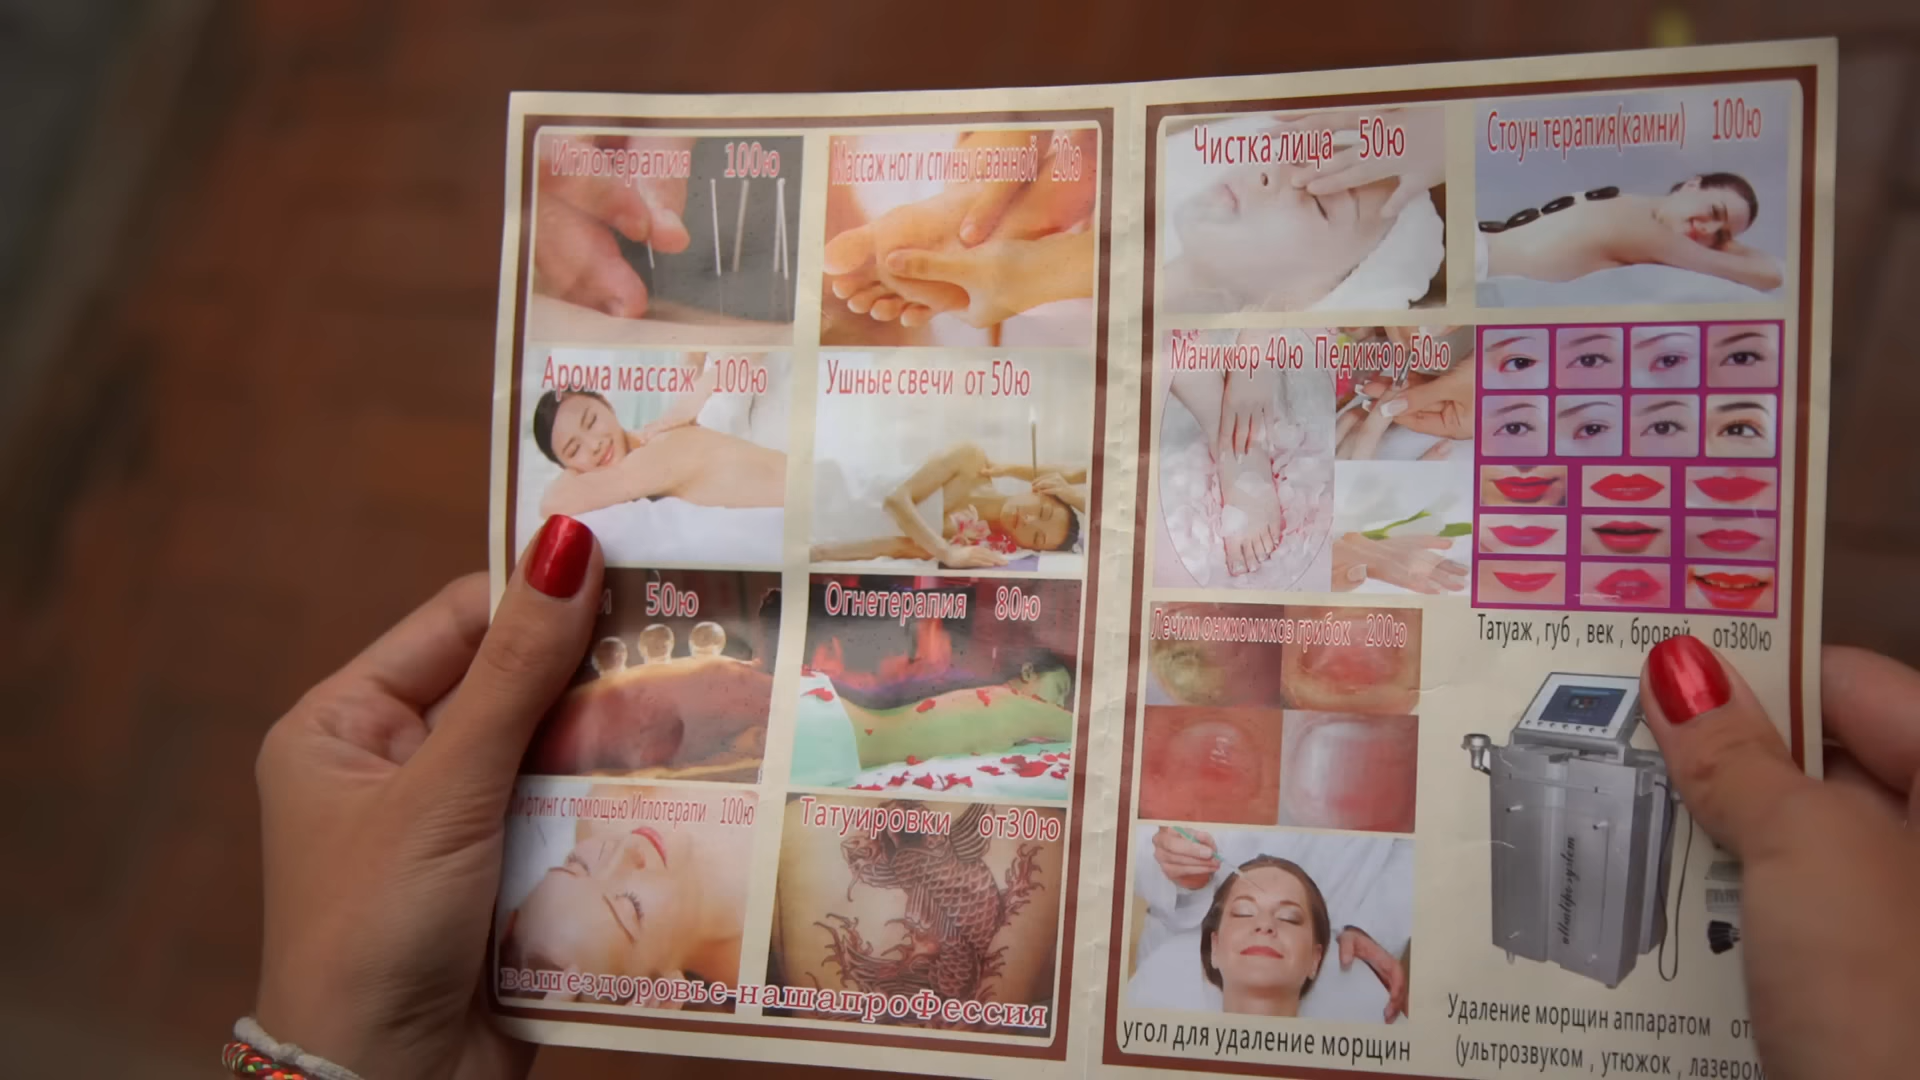 Иглотерапия 100ю
Массаж ног и спины, с ванной 20ю
Арома массаж 100ю
Ушные свечи от 50ю
50ю
Огнетерапия 80ю
с помощью Иглотерапи 100ю
Татуировки от30ю
вашездоровье-нашапроФессия
Чистка лица 50ю
Стоун терапия(камни) 100ю
Маникюр 40ю Педикюр 50ю
Татуаж , губ , век , бровей от380ю
Лечим онихомикоз грибок 200ю
угол для удаление морщин
Удаление морщин аппаратом от
(ультрозвуком , утюжок , лазером